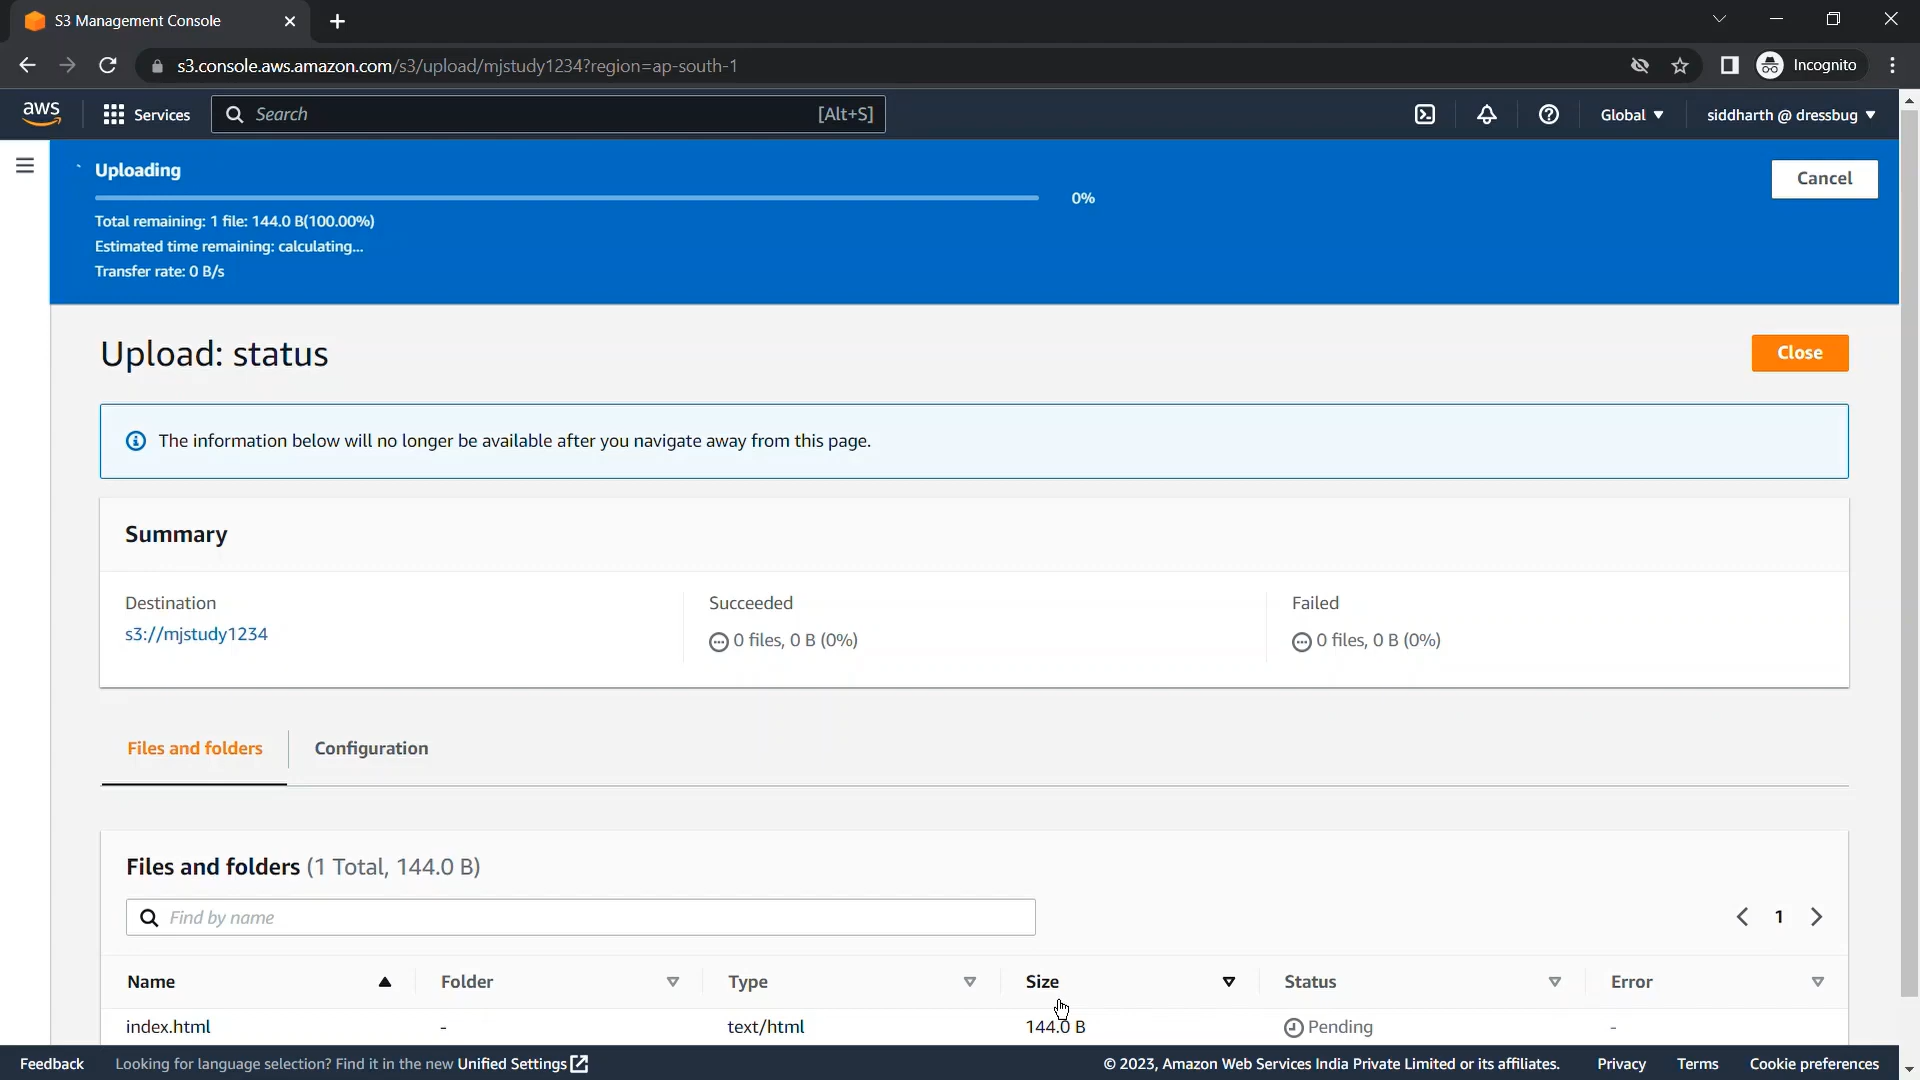 S3 Management Console
s3.console.aws.amazon.com/s3/upload/mjstudy1234?region=ap-south-1
Incognito
aws
Services
Search
[Alt+S]
Global
siddharth @ dressbug
Uploading
Cancel
0%
Total remaining: 1 file: 144.0 B(100.00%)
Estimated time remaining: calculating...
Transfer rate: 0 B/s
Upload: status
Close
The information below will no longer be available after you navigate away from this page.
Summary
Destination
Succeeded
Failed
s3://mjstudy1234
0 files, 0 B (0%)
0 files, 0 B (0%)
Files and folders
Configuration
Files and folders (1 Total, 144.0 B)
Find by name
1
Name
Folder
Type
Size
Status
Error
index.html
-
text/html
144.0 B
Pending
-
Feedback
Looking for language selection? Find it in the new Unified Settings
© 2023, Amazon Web Services India Private Limited or its affiliates.
Privacy
Terms
Cookie preferences